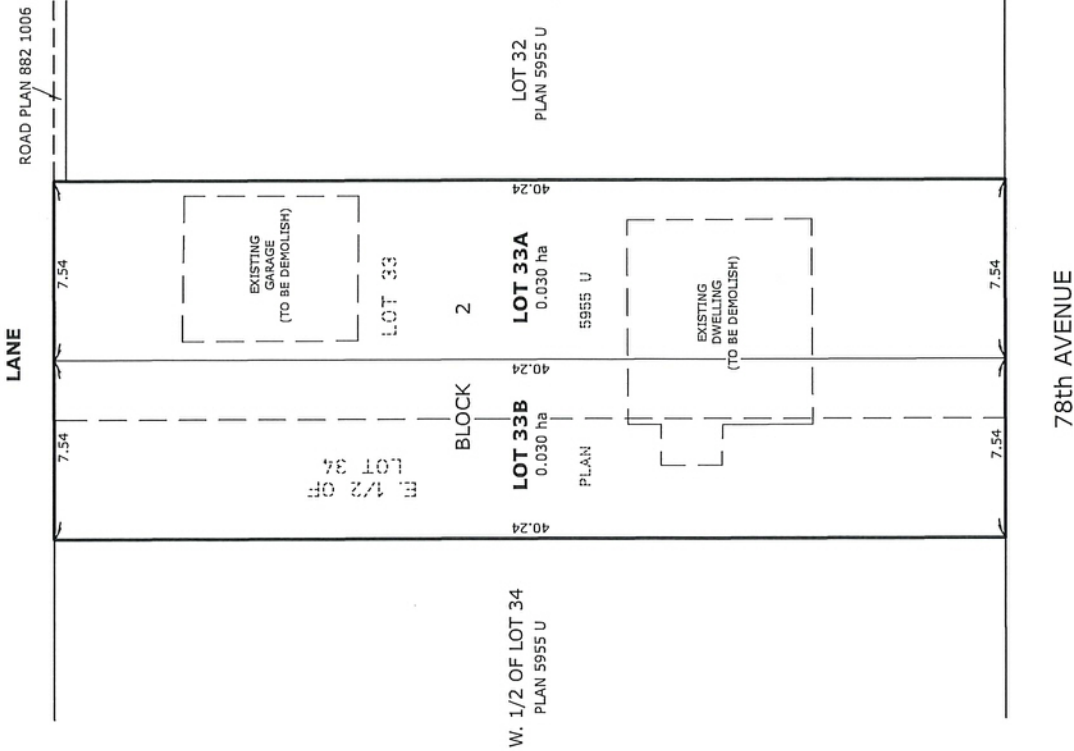 LANE
ROAD PLAN 882 1006
7.54
7.54
EXISTING
GARAGE
(TO BE DEMOLISH)
LOT 33
E. 1/2 OF
LOT 34
BLOCK 2
W. 1/2 OF LOT 34
PLAN 5955 U
40.24
LOT 33B
0.030 ha
40.24
LOT 33A
0.030 ha
40.24
LOT 32
PLAN 5955 U
PLAN 5955 U
EXISTING
DWELLING
(TO BE DEMOLISH)
7.54
7.54
78th AVENUE